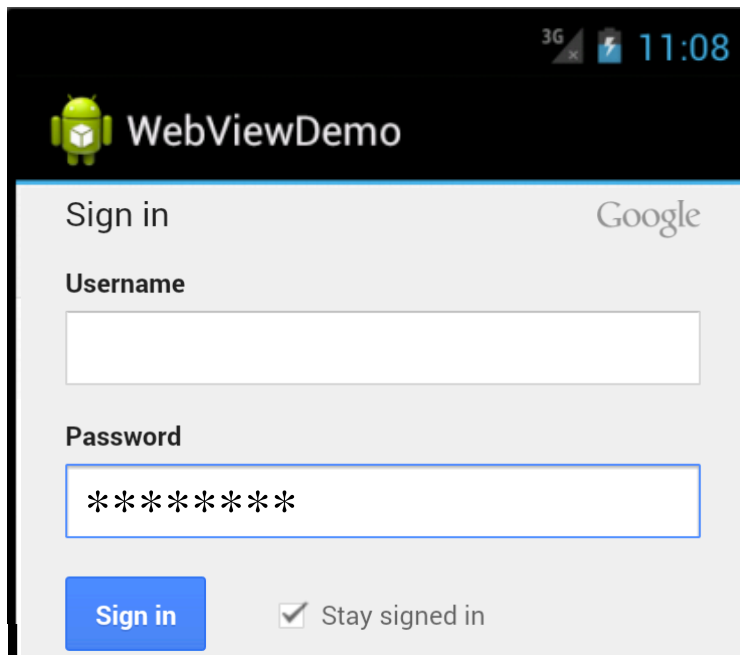 3G 11:08
WebViewDemo
Sign in Google
Username
Password
********
Sign in Stay signed in